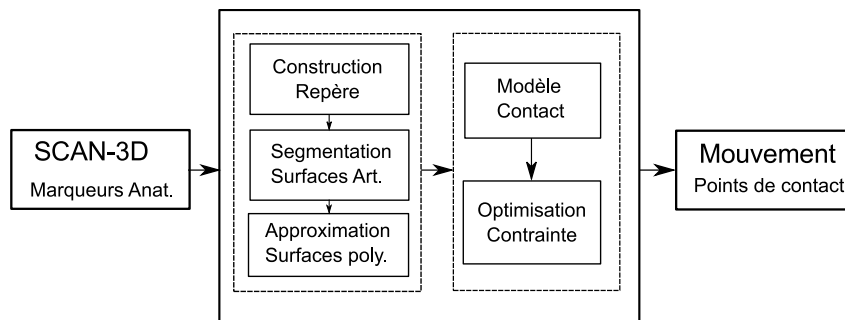 SCAN-3D
Marqueurs Anat.
Construction
Repère
Segmentation
Surfaces Art.
Approximation
Surfaces poly.
Modèle
Contact
Optimisation
Contrainte
Mouvement
Points de contact